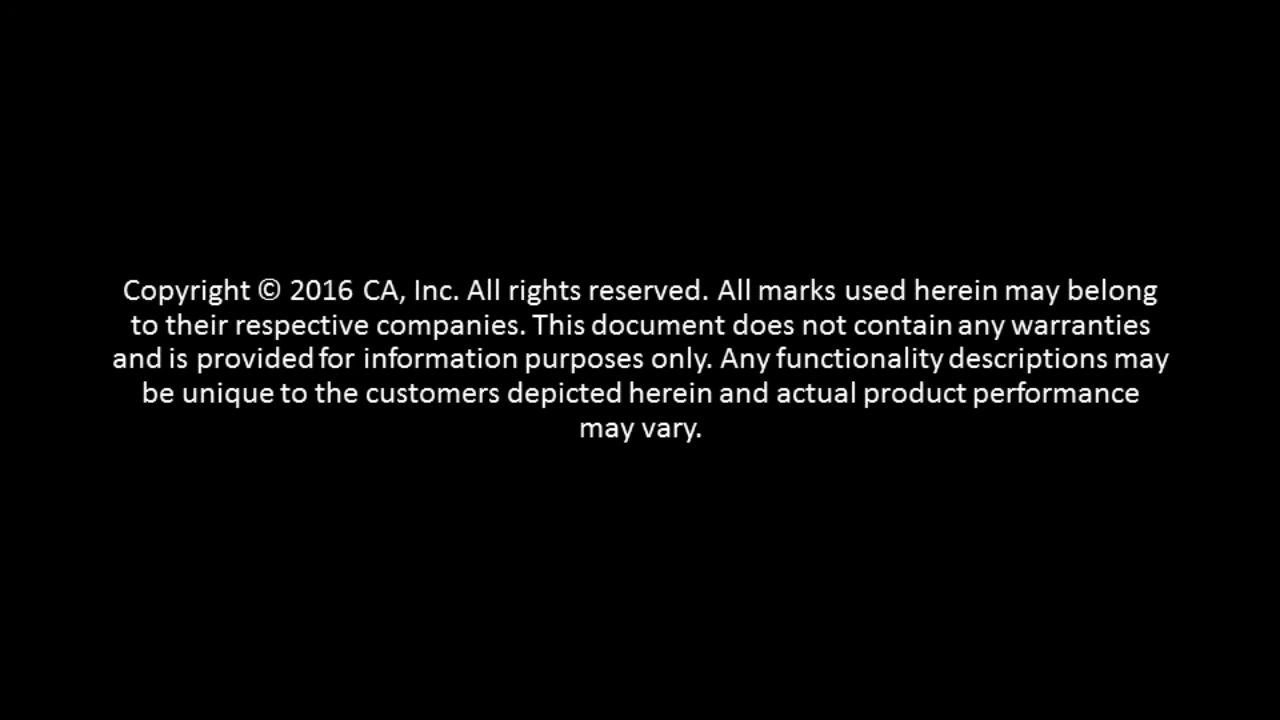 Copyright © 2016 CA, Inc. All rights reserved. All marks used herein may belong
to their respective companies. This document does not contain any warranties
and is provided for information purposes only. Any functionality descriptions may
be unique to the customers depicted herein and actual product performance
may vary.